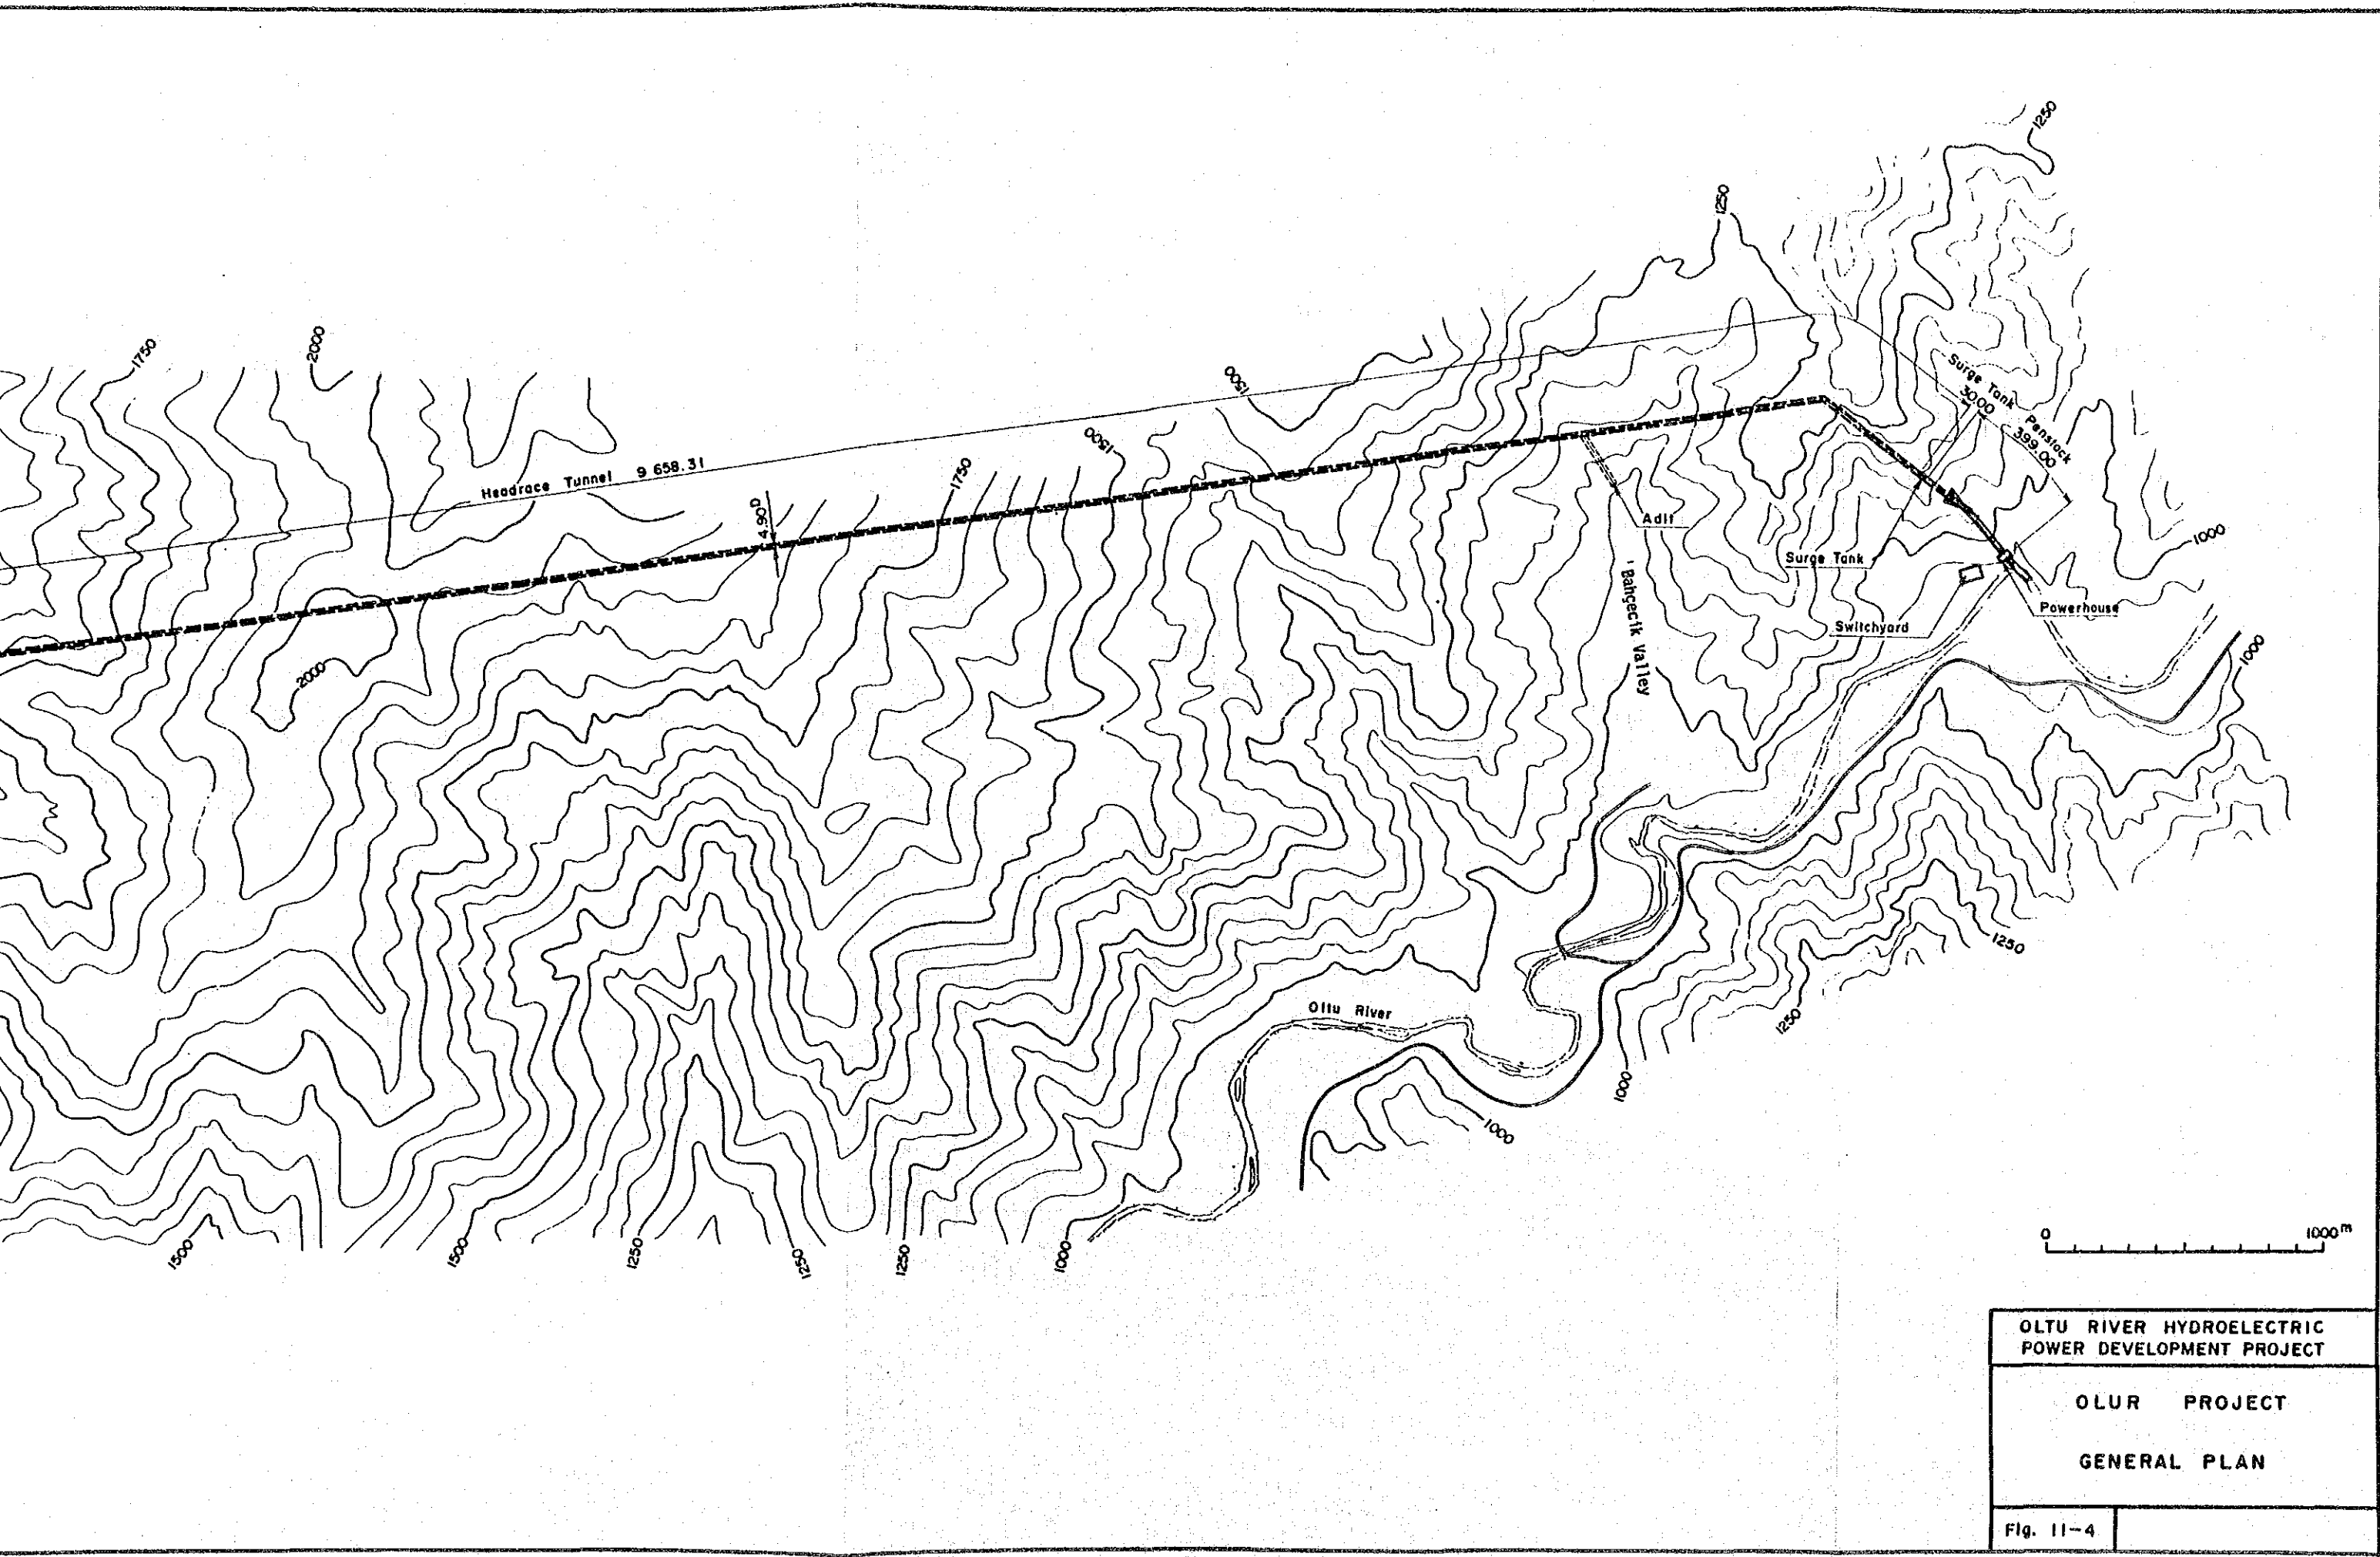 1250
1250
1750
2000
1500
1500
1750
Headrace Tunnel 9 658.31
4.90D
Surge Tank
30.00
Penstock
399.00
Adit
Surge Tank
1000
Bahçecik Valley
Switchyard
Powerhouse
2000
1000
1250
1250
Oltu River
1000
1000
1500
1500
1250
1250
1250
1000
0 1000m
OLTU RIVER HYDROELECTRIC
POWER DEVELOPMENT PROJECT
OLUR PROJECT
GENERAL PLAN
Fig. 11-4